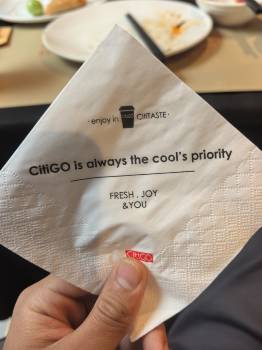 · enjoy in CititASTE ·
CitiGO is always the cool's priority
FRESH . JOY
&YOU
CitiGO